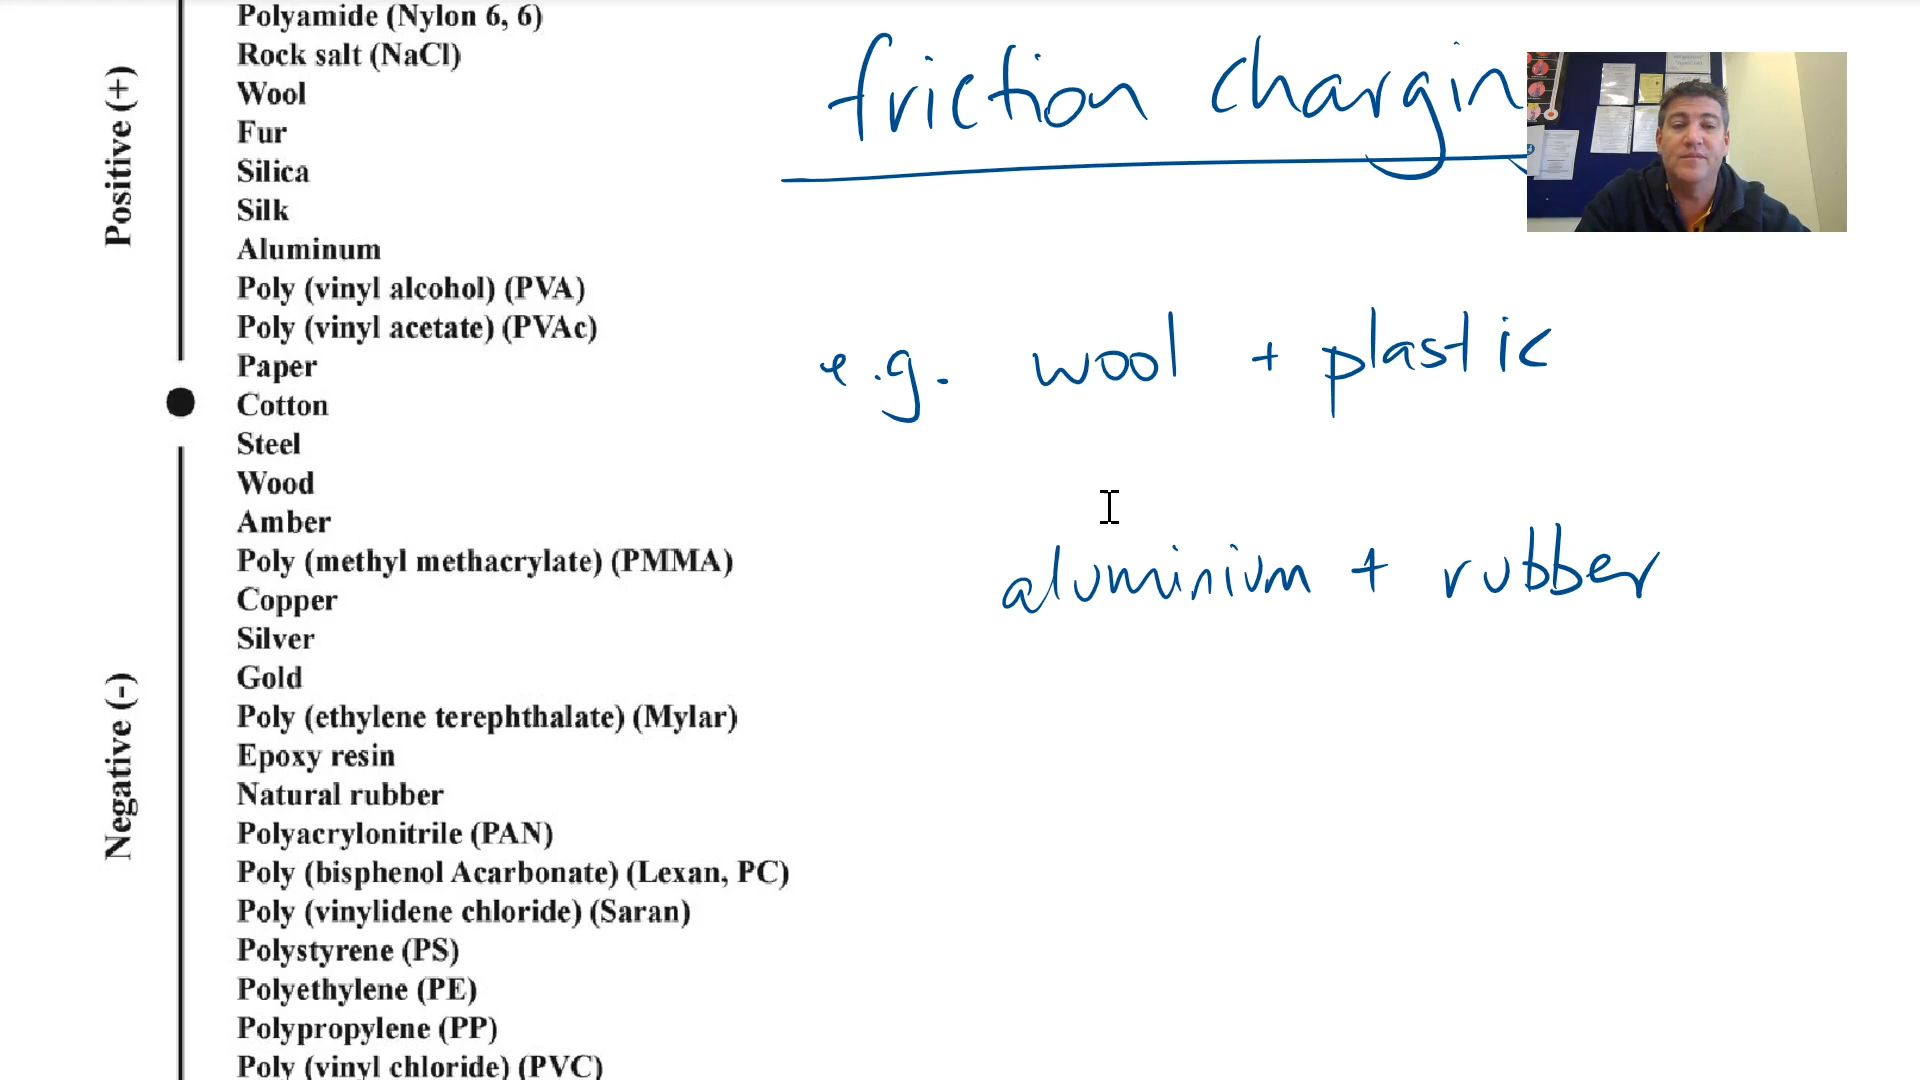 Polyamide (Nylon 6, 6)
Rock salt (NaCl)
Wool
Fur
Silica
Silk
Aluminum
Poly (vinyl alcohol) (PVA)
Poly (vinyl acetate) (PVAc)
Paper
Cotton
Steel
Wood
Amber
Poly (methyl methacrylate) (PMMA)
Copper
Silver
Gold
Poly (ethylene terephthalate) (Mylar)
Epoxy resin
Natural rubber
Polyacrylonitrile (PAN)
Poly (bisphenol Acarbonate) (Lexan, PC)
Poly (vinylidene chloride) (Saran)
Polystyrene (PS)
Polyethylene (PE)
Polypropylene (PP)
Poly (vinyl chloride) (PVC)
Positive (+)
Negative (-)
friction chargin
e.g. wool + plastic
aluminium + rubber